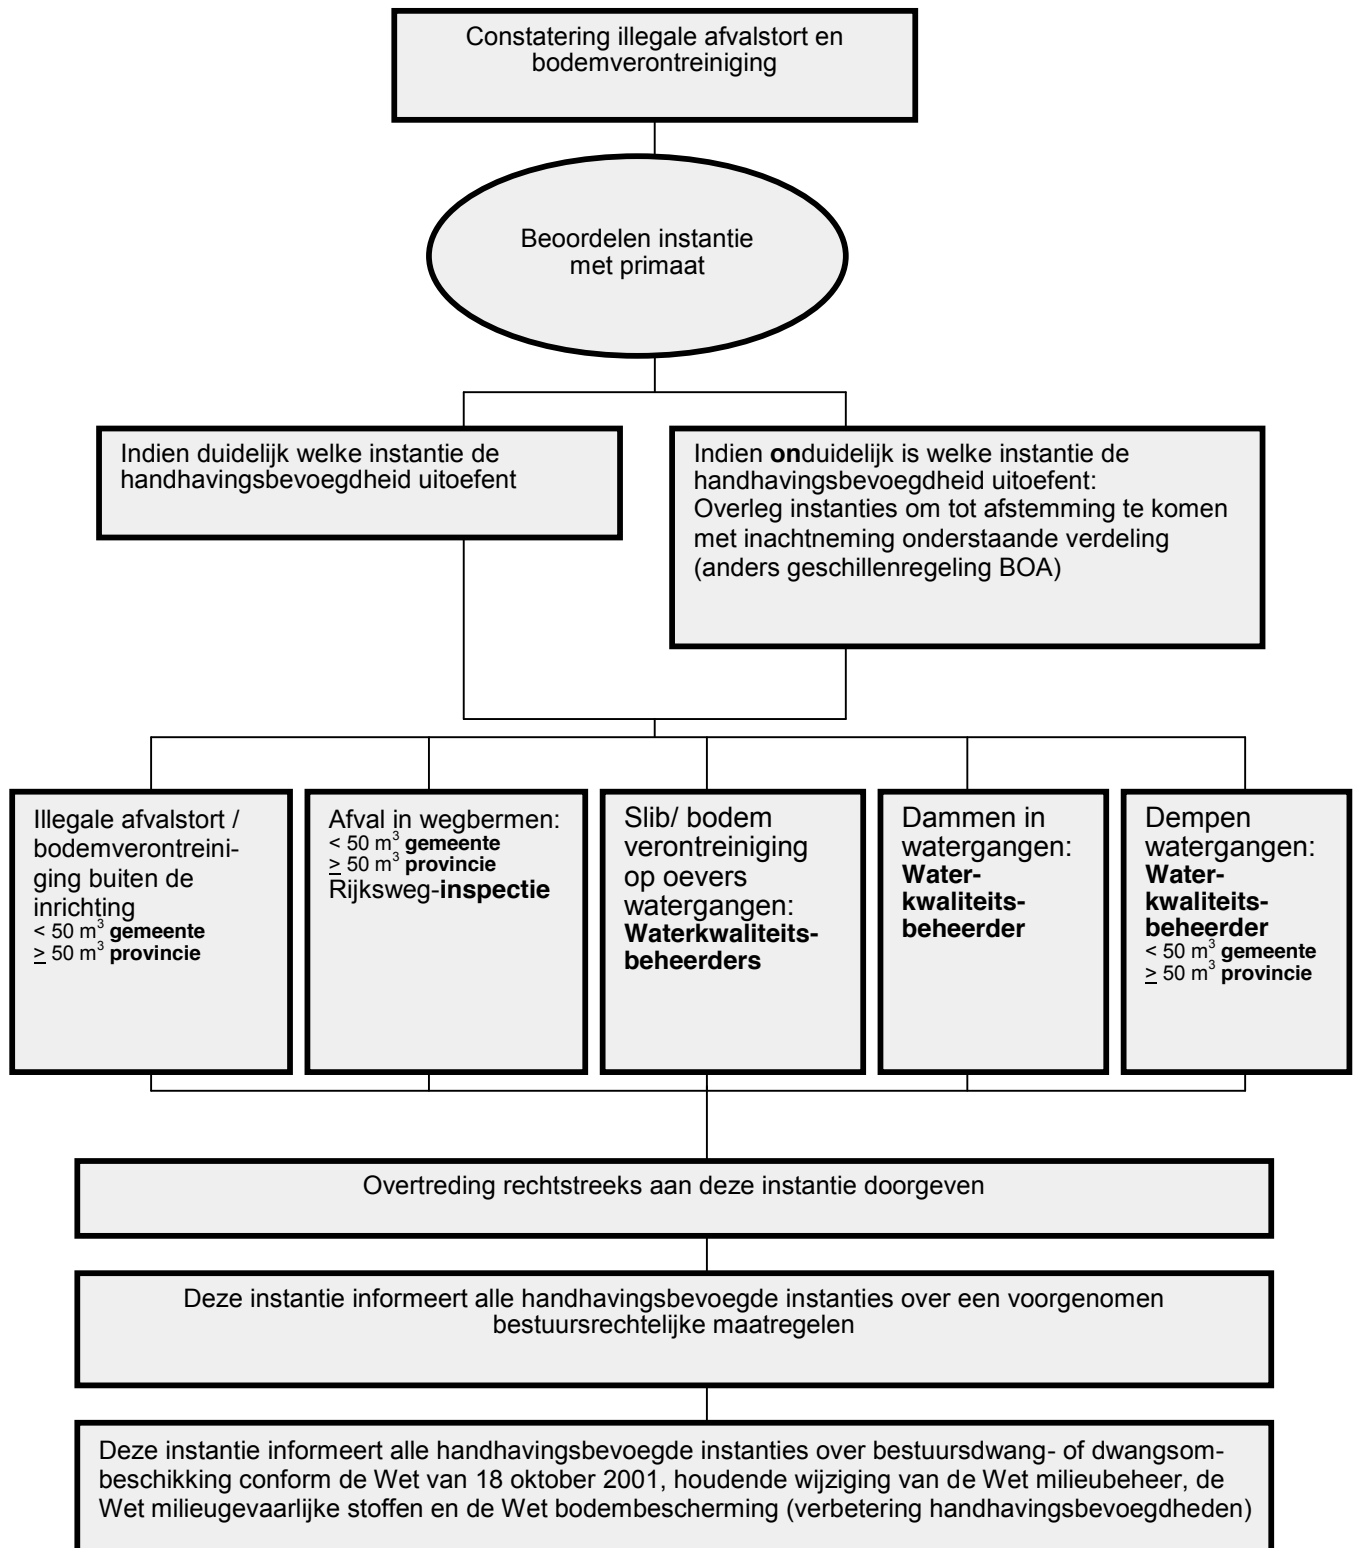 Constatering illegale afvalstort en
bodemverontreiniging
Beoordelen instantie
met primaat
Indien duidelijk welke instantie de
handhavingsbevoegdheid uitoefent
Indien onduidelijk is welke instantie de
handhavingsbevoegdheid uitoefent:
Overleg instanties om tot afstemming te komen
met inachtneming onderstaande verdeling
(anders geschillenregeling BOA)
Illegale afvalstort /
bodemverontreini-
ging buiten de
inrichting
< 50 m³ gemeente
≥ 50 m³ provincie
Afval in wegbermen:
< 50 m³ gemeente
≥ 50 m³ provincie
Rijksweg-inspectie
Slib/ bodem
verontreiniging
op oevers
watergangen:
Waterkwaliteits-
beheerders
Dammen in
watergangen:
Water-
kwaliteits-
beheerder
Dempen
watergangen:
Water-
kwaliteits-
beheerder
< 50 m³ gemeente
≥ 50 m³ provincie
Overtreding rechtstreeks aan deze instantie doorgeven
Deze instantie informeert alle handhavingsbevoegde instanties over een voorgenomen
bestuursrechtelijke maatregelen
Deze instantie informeert alle handhavingsbevoegde instanties over bestuursdwang- of dwangsom-
beschikking conform de Wet van 18 oktober 2001, houdende wijziging van de Wet milieubeheer, de
Wet milieugevaarlijke stoffen en de Wet bodembescherming (verbetering handhavingsbevoegdheden)